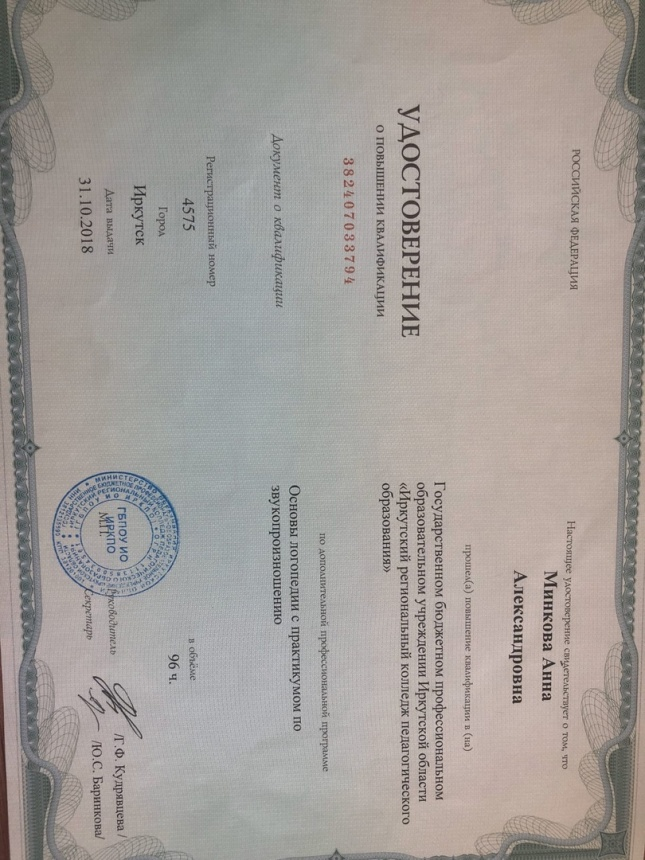 РОССИЙСКАЯ ФЕДЕРАЦИЯ
УДОСТОВЕРЕНИЕ
О ПОВЫШЕНИИ КВАЛИФИКАЦИИ
382407033794
Документ о квалификации
Регистрационный номер
4575
Город
Иркутск
Дата выдачи
31.10.2018
Настоящее удостоверение свидетельствует о том, что
Минкова Анна
Александровна
прошел(а) повышение квалификации в (на)
Государственном бюджетном профессиональном
образовательном учреждении Иркутской области
«Иркутский региональный колледж педагогического
образования»
по дополнительной профессиональной программе
Основы логопедии с практикумом по
звукопроизношению
в объёме
96 ч.
Руководитель
/Г.Ф. Кудрявцева /
Секретарь
/Ю.С. Баринкова/
М.П.
ГБПОУ ИО
ИРКПО